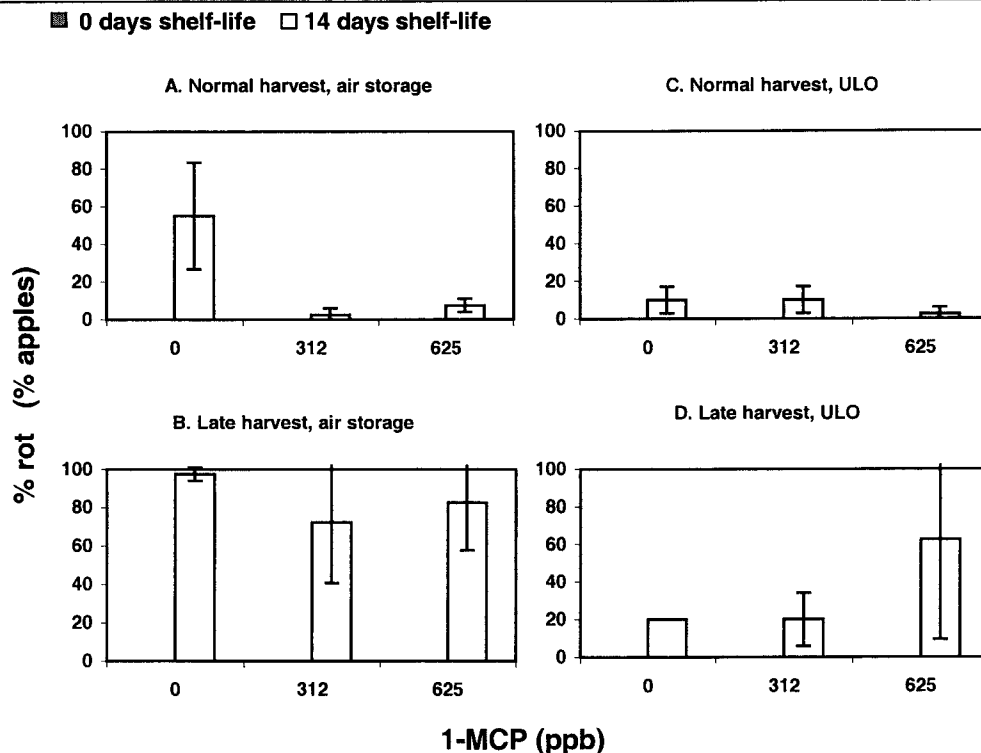 0 days shelf-life 14 days shelf-life
A. Normal harvest, air storage
100
80
60
40
20
0
0 312 625
C. Normal harvest, ULO
100
80
60
40
20
0
0 312 625
% rot (% apples)
B. Late harvest, air storage
100
80
60
40
20
0
0 312 625
D. Late harvest, ULO
100
80
60
40
20
0
0 312 625
1-MCP (ppb)